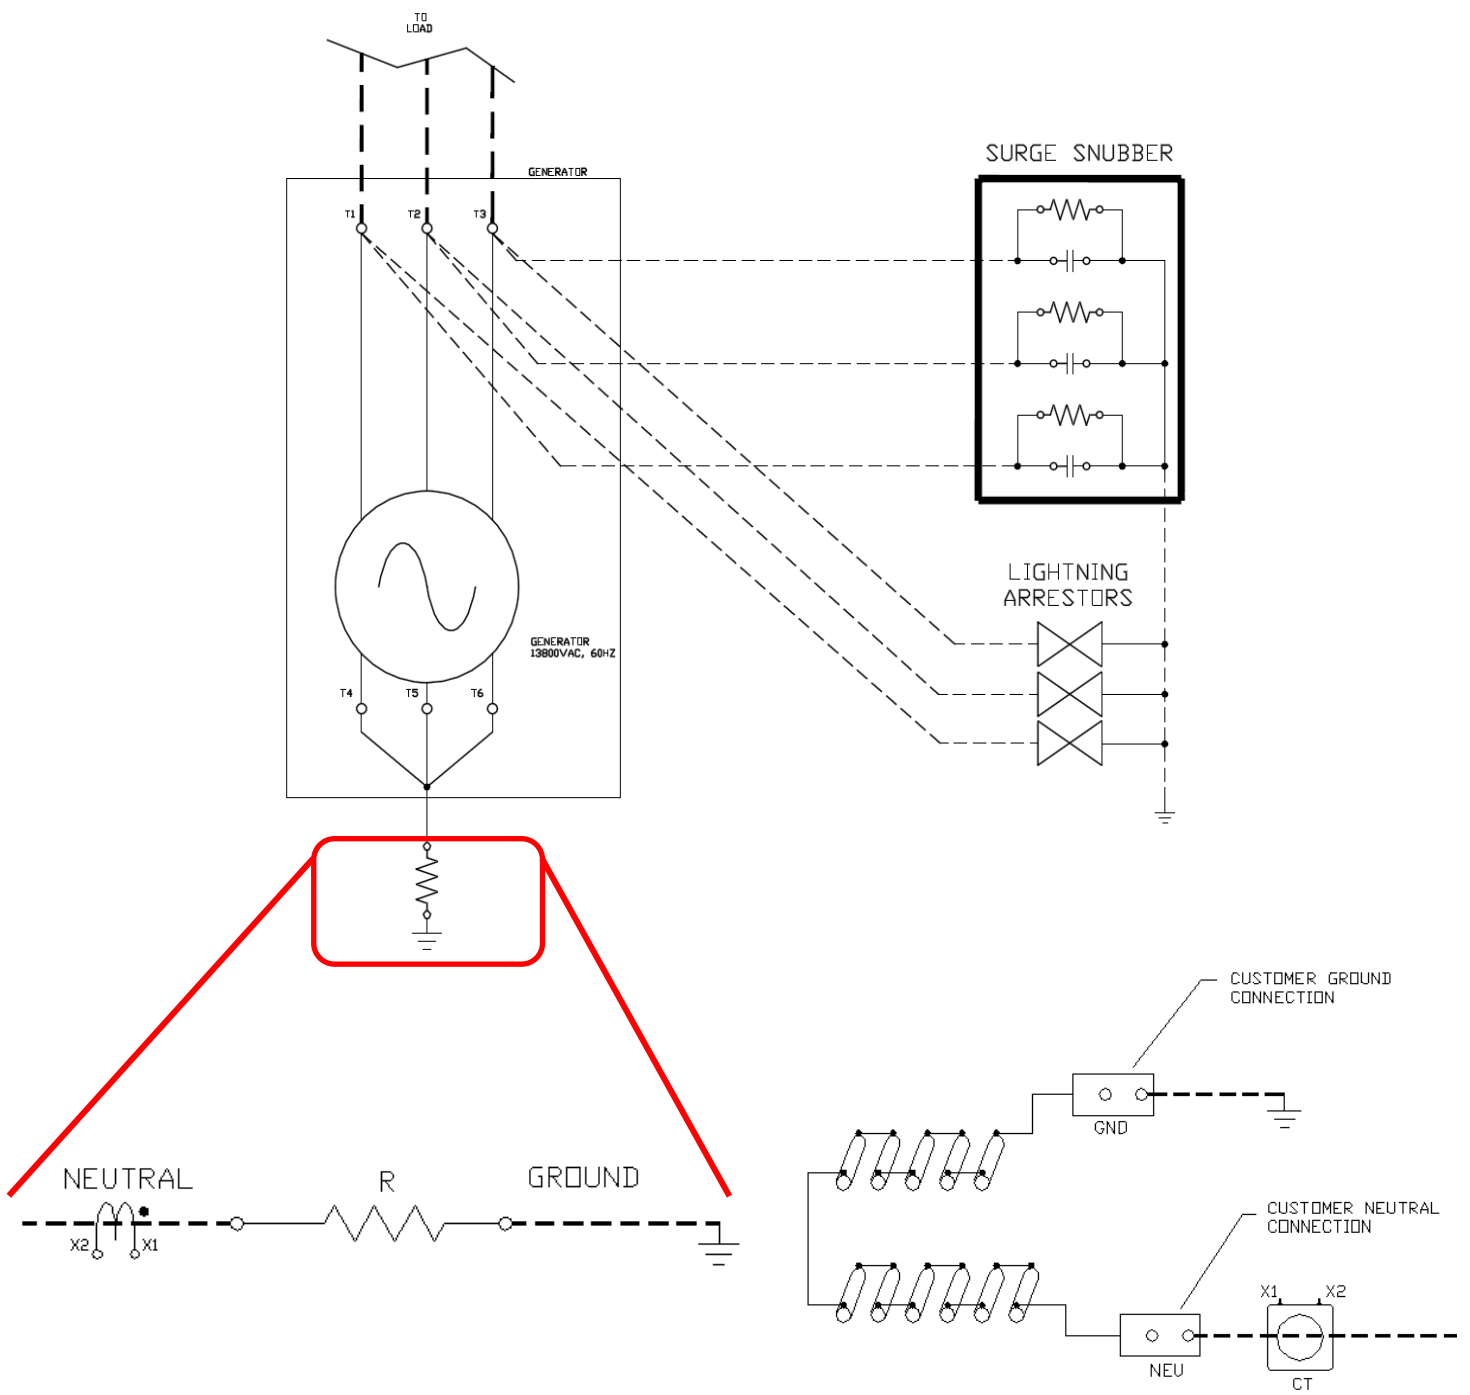 TO
LOAD
GENERATOR
SURGE SNUBBER
T1
T2
T3
LIGHTNING
ARRESTORS
GENERATOR
13800VAC, 60HZ
T4
T5
T6
CUSTOMER GROUND
CONNECTION
GND
NEUTRAL
R
GROUND
X2
X1
CUSTOMER NEUTRAL
CONNECTION
X1
X2
NEU
CT